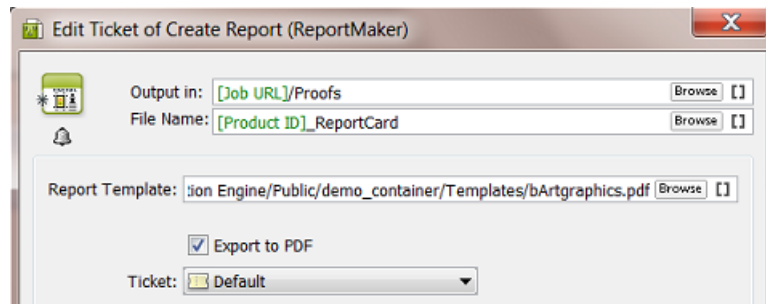 Edit Ticket of Create Report (ReportMaker)
Output in: [Job URL]/Proofs Browse []
File Name: [Product ID]_ReportCard Browse []
Report Template: :ion Engine/Public/demo_container/Templates/bArtgraphics.pdf Browse []
Export to PDF
Ticket: Default